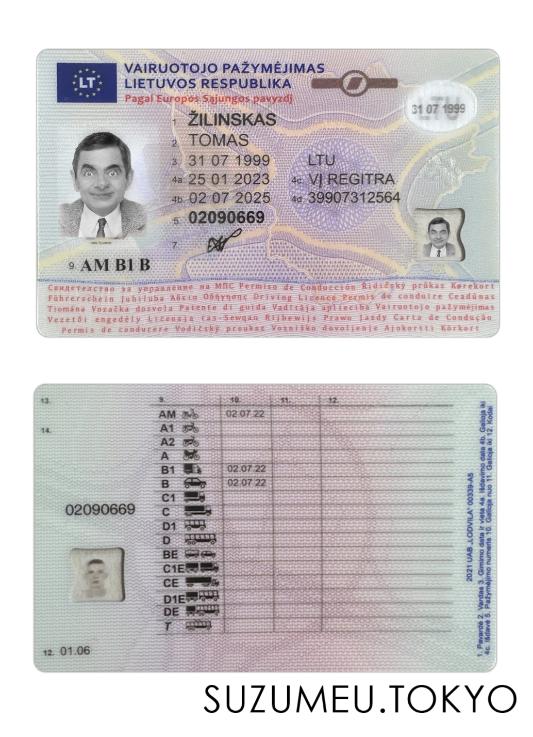 LT
VAIRUOTOJO PAŽYMĖJIMAS
LIETUVOS RESPUBLIKA
Pagal Europos Sąjungos pavyzdį
31 07 1999
1. ŽILINSKAS
2. TOMAS
3. 31 07 1999 LTU
4a. 25 01 2023 4c. VĮ REGITRA
4b. 02 07 2025 4d. 39907312564
5. 02090669
7.
9. AM B1 B
Свидетелство за управление на МПС Permiso de Conducción Řidičský průkaz Kørekort
Führerschein Juhiluba Άδεια Οδήγησης Driving Licence Permis de conduire Ceadúnas
Tiomána Vozačka dozvola Patente di guida Vadītāja apliecība Vairuotojo pažymėjimas
Vezetői engedély Liċenzja tas-Sewqan Rijbewijs Prawo Jazdy Carta de Condução
Permis de conducere Vodičský preukaz Vozniško dovoljenje Ajokortti Körkort
13. 9. 10. 11. 12.
AM 02.07.22
A1
14.
A2
A
B1 02.07.22
B 02.07.22
C1
C
02090669
D1
D
BE
C1E
CE
D1E
DE
T
12. 01.06
2021 UAB „LODVILA“ 00339-A5
1. Pavardė 2. Vardas 3. Gimimo data ir vieta 4a. Išdavimo data 4b. Galioja iki
4c. Išdavė 5. Pažymėjimo numeris 10. Galioja nuo 11. Galioja iki 12. Kodai
SUZUMEU.TOKYO